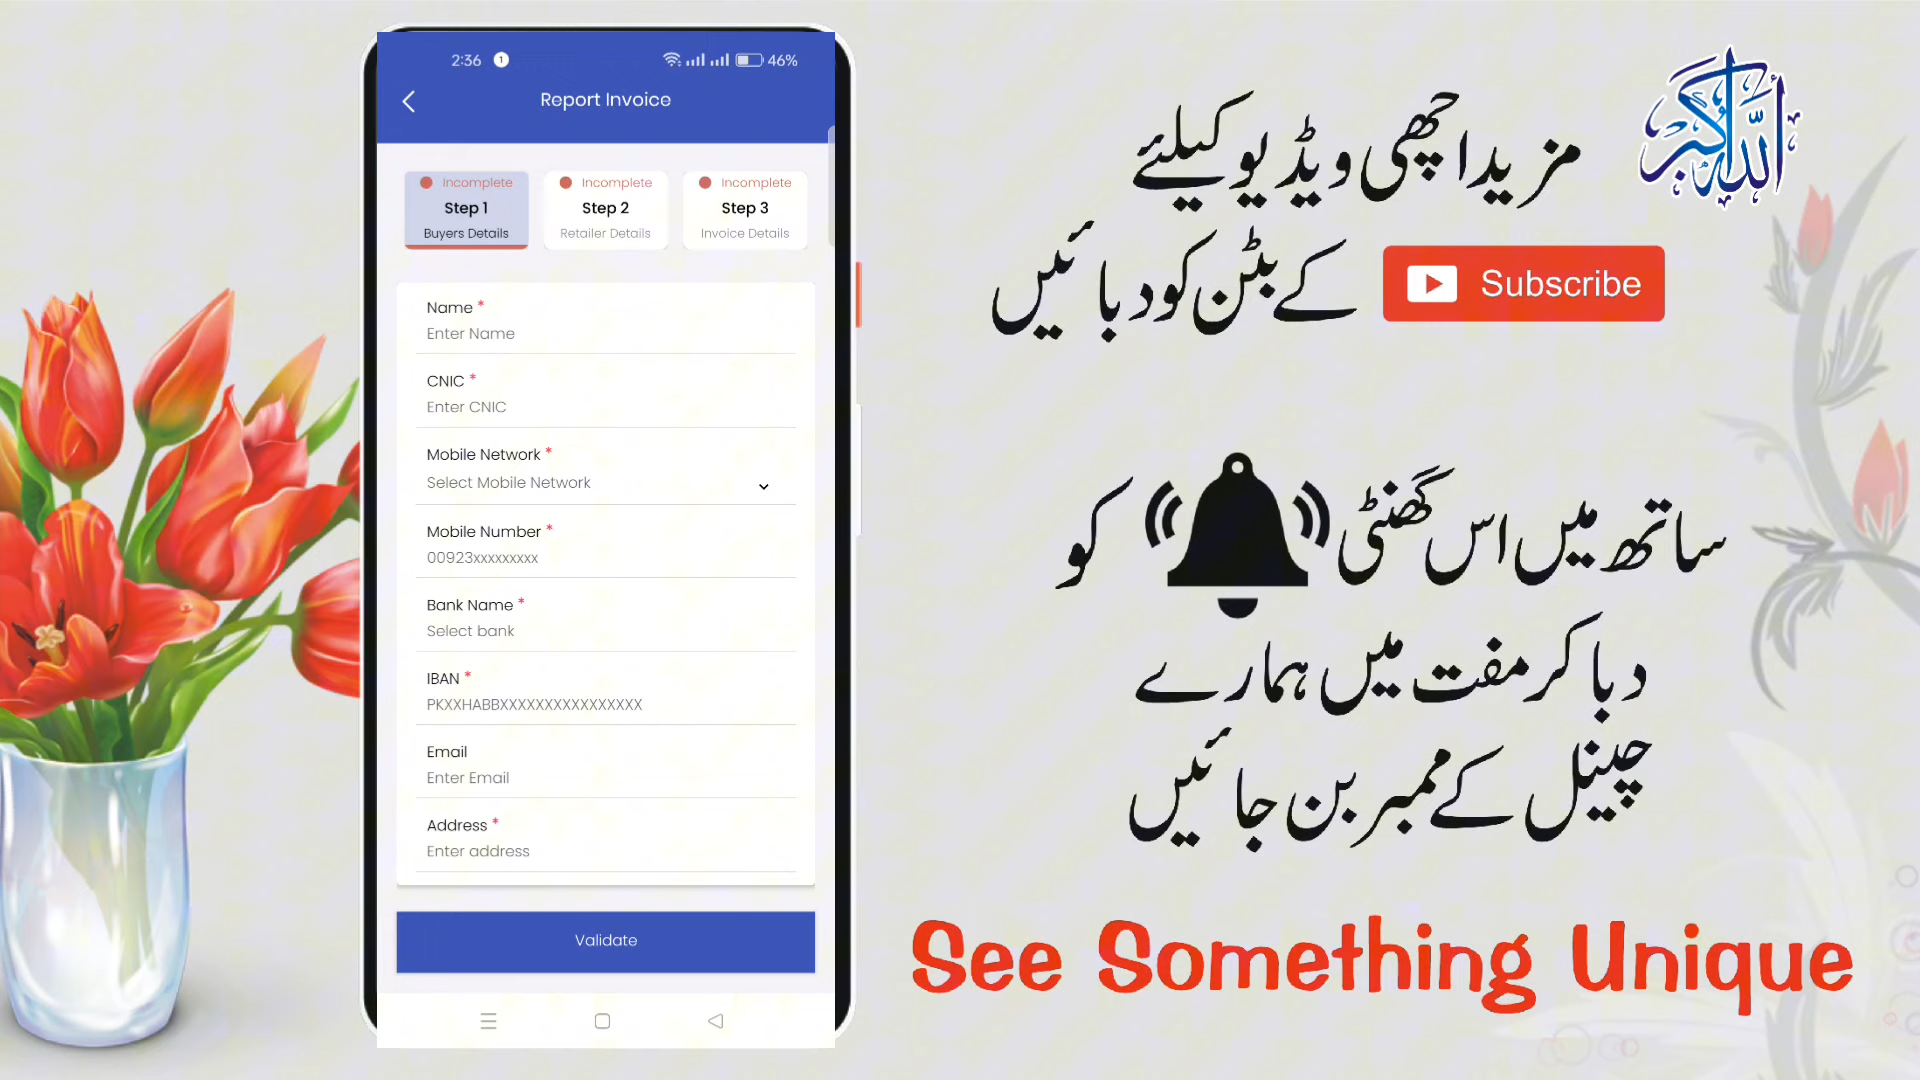 2:36 1 46%
Report Invoice
Incomplete Incomplete Incomplete
Step 1 Step 2 Step 3
Buyers Details Retailer Details Invoice Details
Name *
Enter Name
CNIC *
Enter CNIC
Mobile Network *
Select Mobile Network
Mobile Number *
00923xxxxxxxxx
Bank Name *
Select bank
IBAN *
PKXXHABBXXXXXXXXXXXXXXXX
Email
Enter Email
Address *
Enter address
Validate
الله أكبر
مزید اچھی ویڈیو کیلئے
Subscribe کے بٹن کو دبائیں
ساتھ میں اس گھنٹی کو
دبا کر مفت میں ہمارے
چینل کے ممبر بن جائیں
See Something Unique